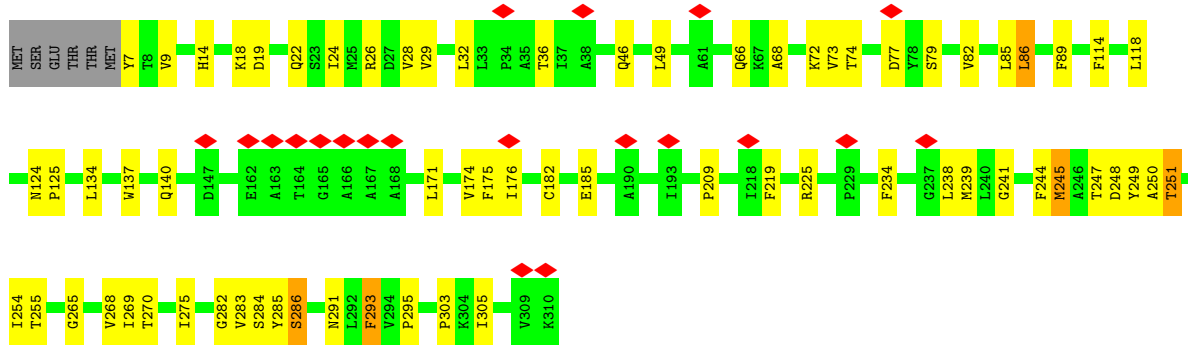 MET SER GLU THR THR MET Y7 T8 V9 H14 K18 D19 Q22 S23 I24 M25 R26 D27 V28 V29 L32 L33 P34 A35 T36 I37 A38 Q46 L49 A61 Q66 K67 A68 K72 V73 T74 D77 Y78 S79 V82 L85 L86 F89 F114 L118
N124 P125 L134 W137 Q140 D147 E162 A163 T164 G165 A166 A167 A168 L171 V174 F175 I176 C182 E185 A190 I193 P209 I218 F219 R225 P229 F234 G237 L238 M239 L240 G241 F244 M245 A246 T247 D248 Y249 A250 T251
I254 T255 G265 V268 I269 T270 I275 G282 V283 S284 Y285 S286 N291 L292 F293 V294 P295 P303 K304 I305 V309 K310